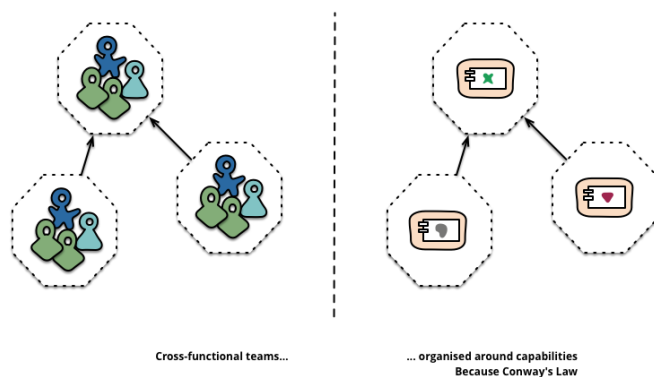 Cross-functional teams...
... organised around capabilities
Because Conway's Law